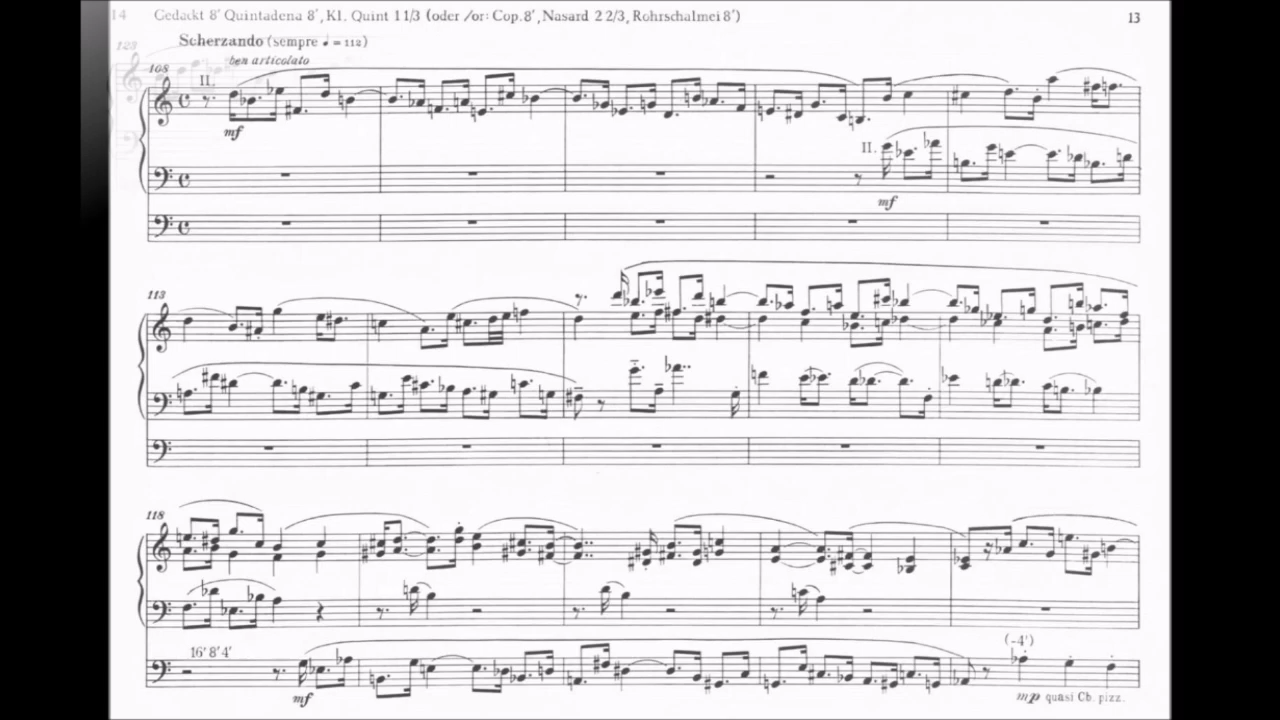 14 Gedackt 8' Quintadena 8', Kl. Quint 1 1/3 (oder /or: Cop. 8', Nasard 2 2/3, Rohrschalmei 8') 13
Scherzando (sempre ♩ = 112)
123
ben articolato
108
II.
mf
II.
mf
113
118
16' 8' 4'
mf
(-4')
mp quasi Cb. pizz.